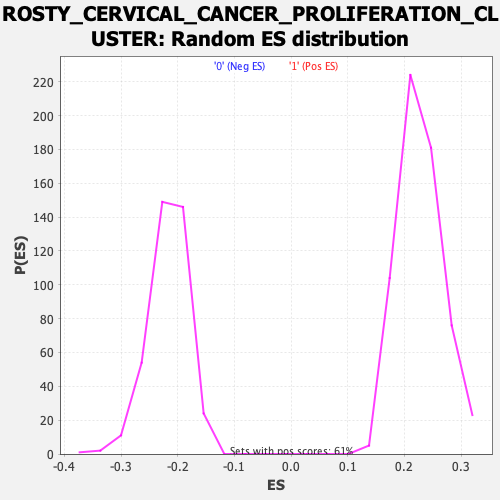 ROSTY_CERVICAL_CANCER_PROLIFERATION_CL
USTER: Random ES distribution
'0' (Neg ES)
'1' (Pos ES)
220
200
180
160
140
120
100
80
60
40
20
0
P(ES)
Sets with pos scores: 61%
-0.4
-0.3
-0.2
-0.1
0.0
0.1
0.2
0.3
ES